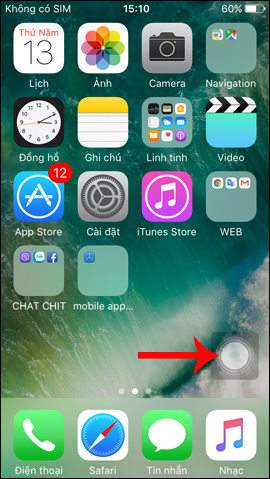 Không có SIM 15:10 60%
Thứ Năm
13
Lịch Ảnh Camera Navigation
Đồng hồ Ghi chú Linh tinh Video
12
App Store Cài đặt iTunes Store WEB
CHAT CHIT mobile app...
Điện thoại Safari Tin nhắn Nhạc